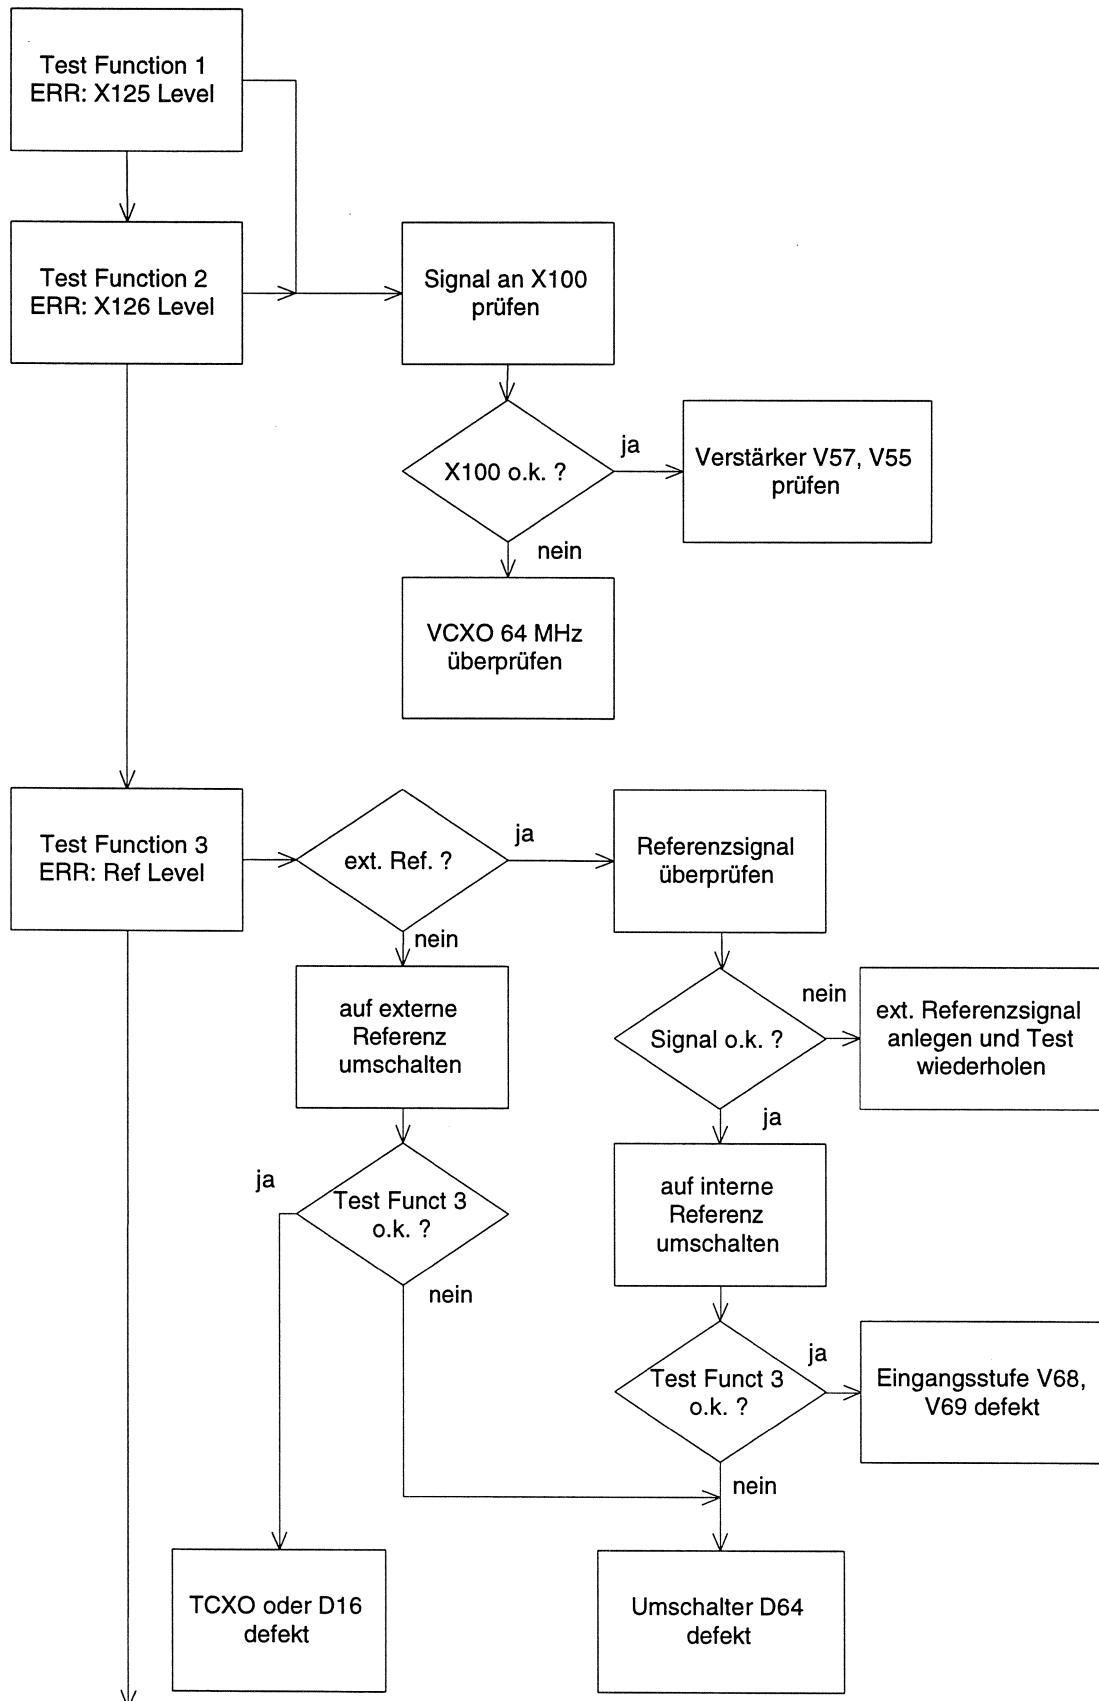 Test Function 1
ERR: X125 Level
Test Function 2
ERR: X126 Level
Signal an X100
prüfen
X100 o.k. ?
ja
Verstärker V57, V55
prüfen
nein
VCXO 64 MHz
überprüfen
Test Function 3
ERR: Ref Level
ext. Ref. ?
ja
Referenzsignal
überprüfen
nein
auf externe
Referenz
umschalten
Signal o.k. ?
nein
ext. Referenzsignal
anlegen und Test
wiederholen
ja
ja
Test Funct 3
o.k. ?
nein
auf interne
Referenz
umschalten
Test Funct 3
o.k. ?
ja
Eingangsstufe V68,
V69 defekt
nein
TCXO oder D16
defekt
Umschalter D64
defekt